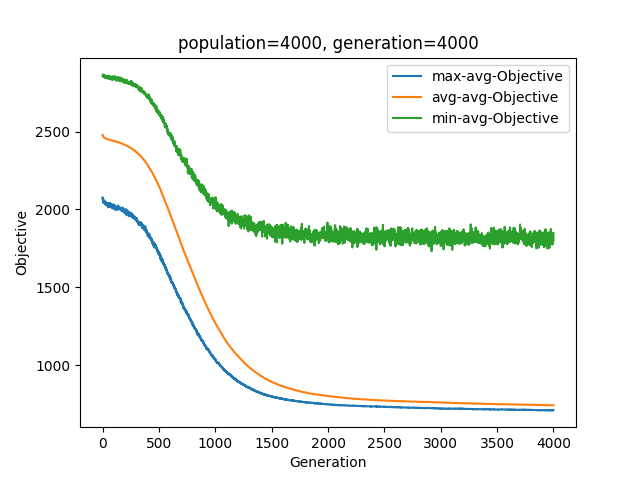 population=4000, generation=4000
max-avg-Objective
avg-avg-Objective
min-avg-Objective
Objective
2500
2000
1500
1000
0 500 1000 1500 2000 2500 3000 3500 4000
Generation